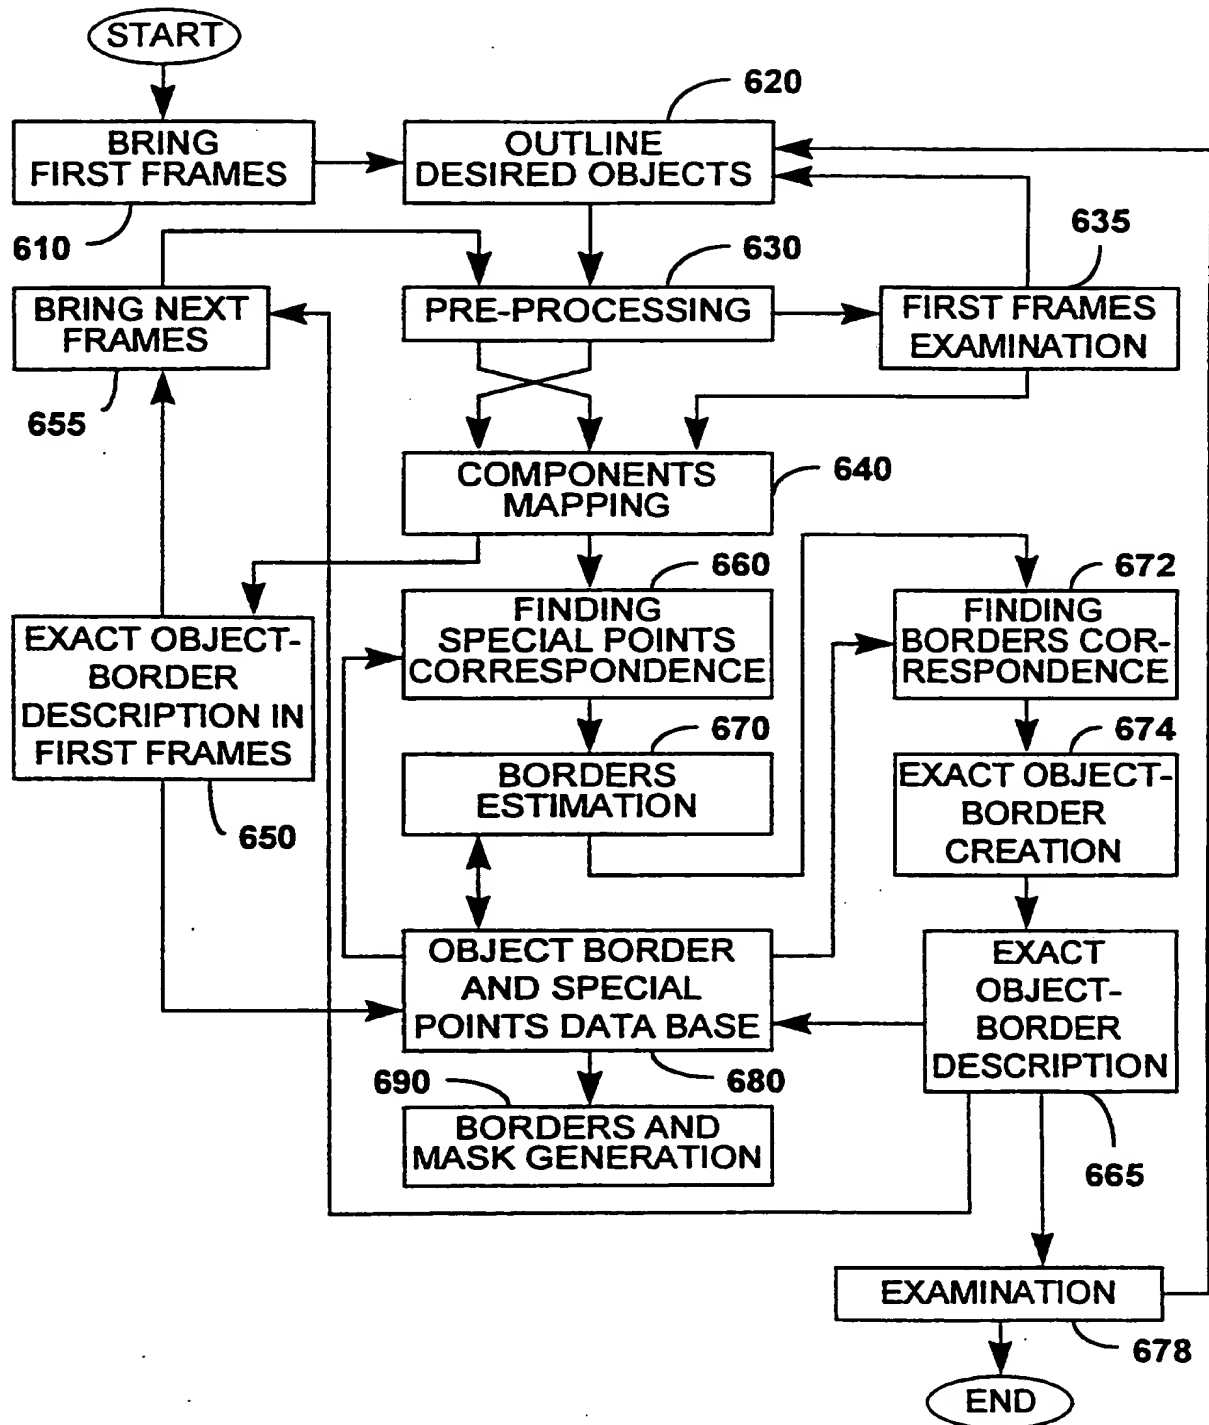 START
620
BRING
FIRST FRAMES
OUTLINE
DESIRED OBJECTS
610
635
630
BRING NEXT
FRAMES
PRE-PROCESSING
FIRST FRAMES
EXAMINATION
655
COMPONENTS
MAPPING
640
660
672
EXACT OBJECT-
BORDER
DESCRIPTION IN
FIRST FRAMES
FINDING
SPECIAL POINTS
CORRESPONDENCE
FINDING
BORDERS COR-
RESPONDENCE
670
674
650
BORDERS
ESTIMATION
EXACT OBJECT-
BORDER
CREATION
OBJECT BORDER
AND SPECIAL
POINTS DATA BASE
EXACT
OBJECT-
BORDER
DESCRIPTION
690
680
BORDERS AND
MASK GENERATION
665
EXAMINATION
678
END